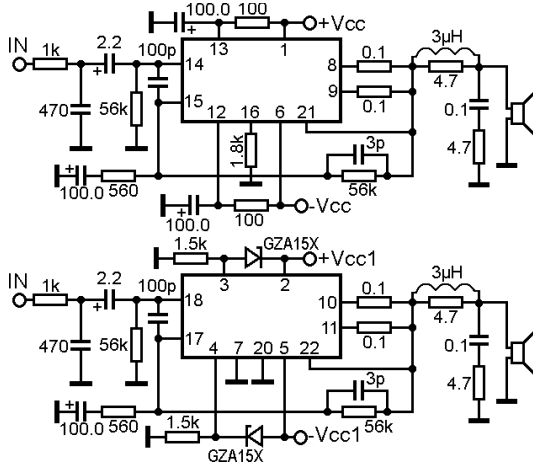 100.0 100 +Vcc
IN 1k 2.2 100p 13 1 3µH
14 8 0.1 4.7
15 9 0.1 0.1
470 56k 12 16 6 21
1.8k 3p 4.7
100.0 560 56k
100.0 100 -Vcc
1.5k GZA15X +Vcc1
IN 1k 2.2 100p 3 2 3µH
18 10 0.1 4.7
17 11 0.1 0.1
470 56k 4 7 20 5 22
3p 4.7
100.0 560 1.5k 56k
GZA15X -Vcc1